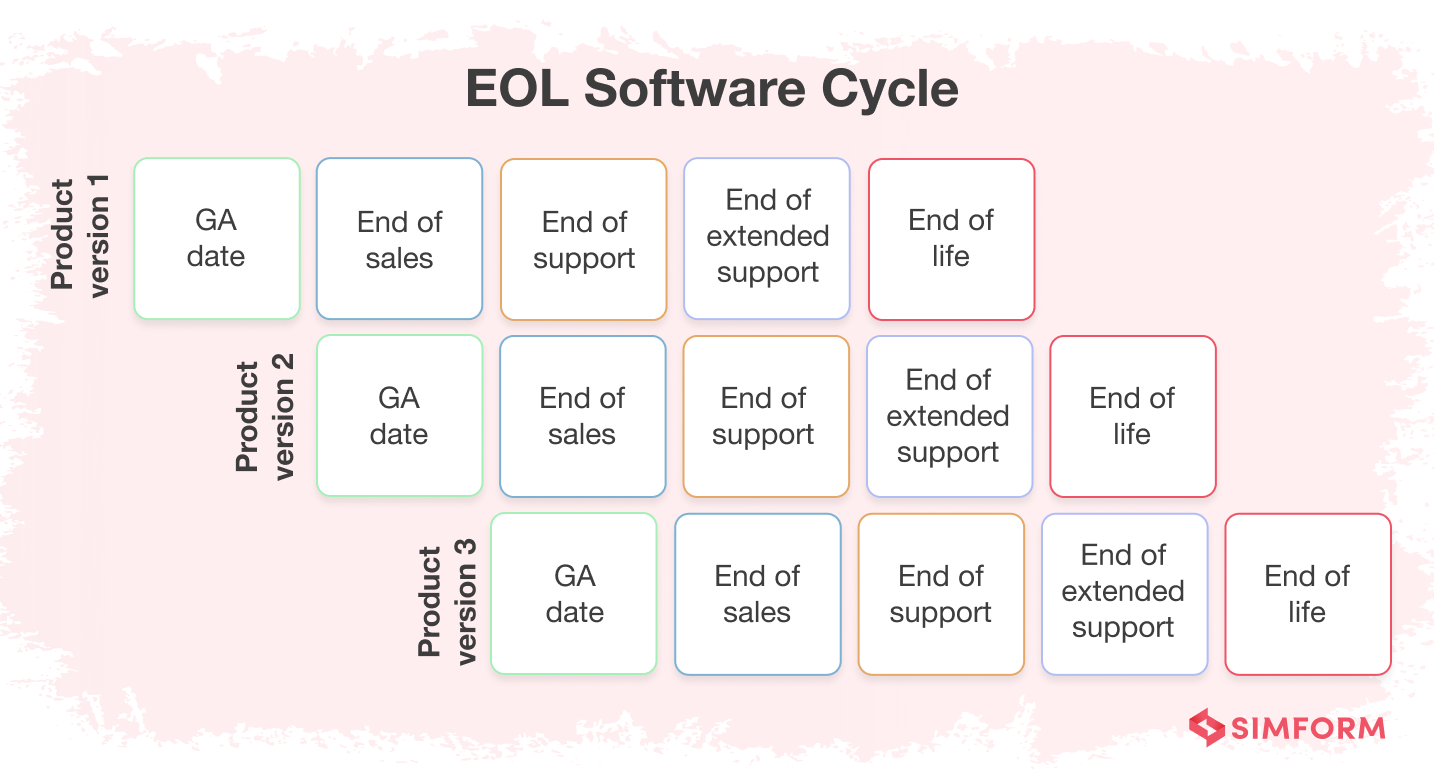 EOL Software Cycle
Product
version 1
GA
date
End of
sales
End of
support
End of
extended
support
End of
life
Product
version 2
GA
date
End of
sales
End of
support
End of
extended
support
End of
life
Product
version 3
GA
date
End of
sales
End of
support
End of
extended
support
End of
life
SIMFORM